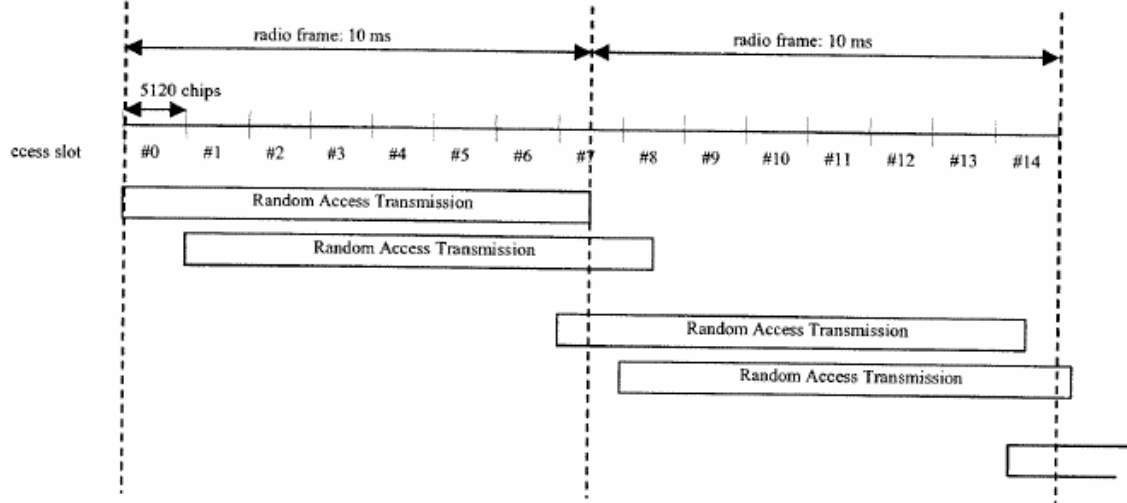 radio frame: 10 ms
radio frame: 10 ms
5120 chips
ccess slot
#0 #1 #2 #3 #4 #5 #6 #7 #8 #9 #10 #11 #12 #13 #14
Random Access Transmission
Random Access Transmission
Random Access Transmission
Random Access Transmission